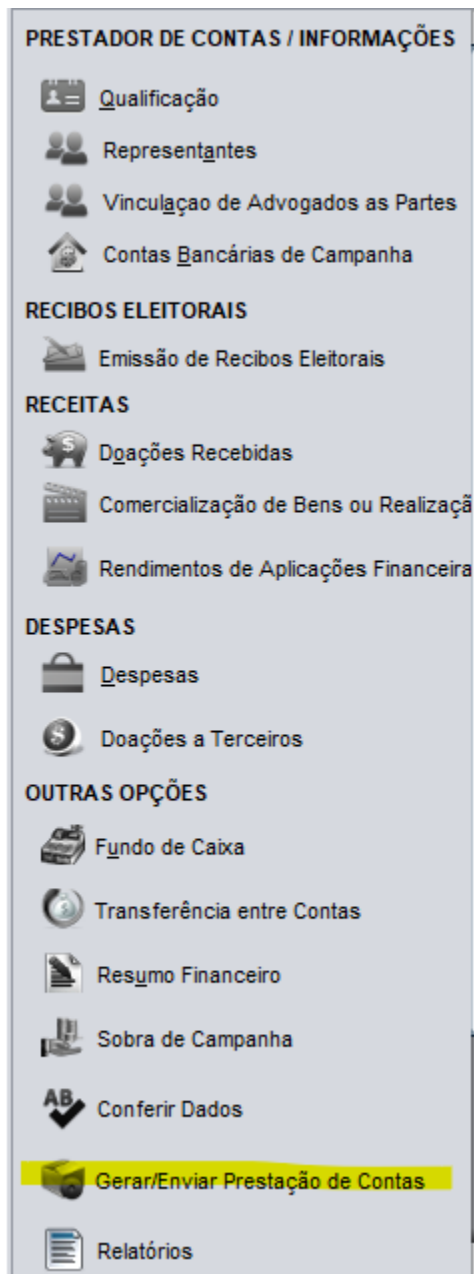 PRESTADOR DE CONTAS / INFORMAÇÕES
Qualificação
Representantes
Vinculaçao de Advogados as Partes
Contas Bancárias de Campanha
RECIBOS ELEITORAIS
Emissão de Recibos Eleitorais
RECEITAS
Doações Recebidas
Comercialização de Bens ou Realizaçã
Rendimentos de Aplicações Financeira
DESPESAS
Despesas
Doações a Terceiros
OUTRAS OPÇÕES
Fundo de Caixa
Transferência entre Contas
Resumo Financeiro
Sobra de Campanha
AB Conferir Dados
Gerar/Enviar Prestação de Contas
Relatórios